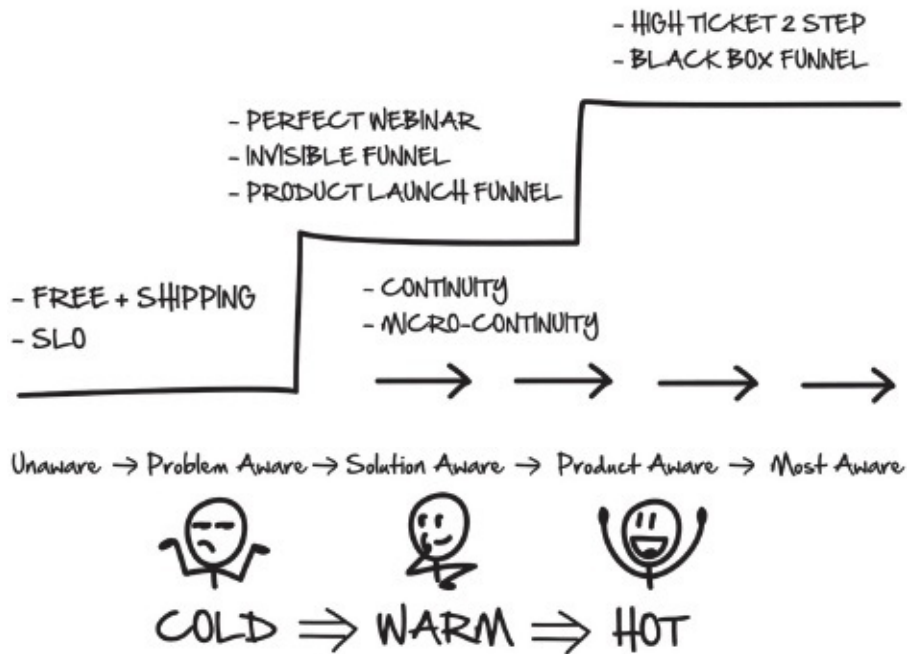 - HIGH TICKET 2 STEP
- BLACK BOX FUNNEL
- PERFECT WEBINAR
- INVISIBLE FUNNEL
- PRODUCT LAUNCH FUNNEL
- FREE + SHIPPING
- SLO
- CONTINUITY
- MICRO-CONTINUITY
Unaware → Problem Aware → Solution Aware → Product Aware → Most Aware
COLD ⇒ WARM ⇒ HOT